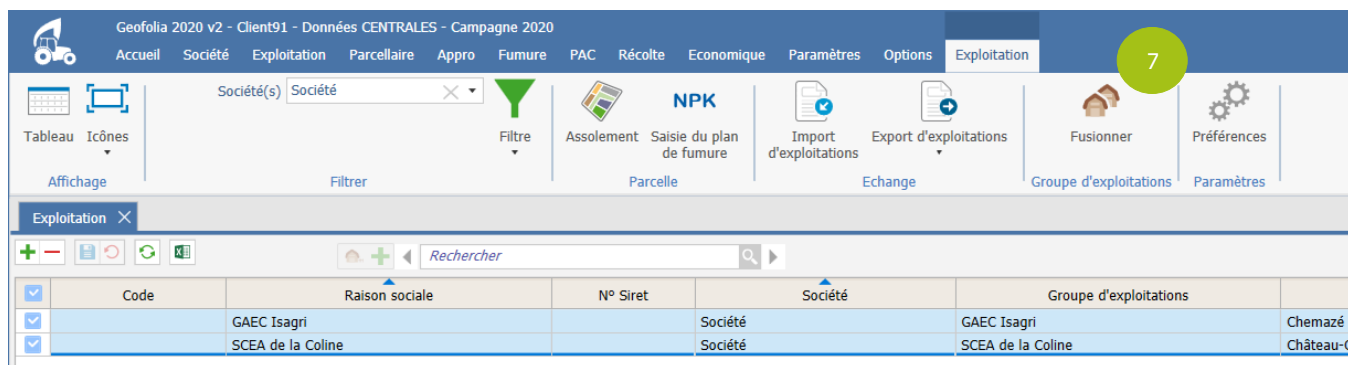 Geofolia 2020 v2 - Client91 - Données CENTRALES - Campagne 2020
Accueil Société Exploitation Parcellaire Appro Fumure PAC Récolte Economique Paramètres Options Exploitation
7
Société(s) Société
NPK
Tableau Icônes Filtre Assolement Saisie du plan de fumure Import d'exploitations Export d'exploitations Fusionner Préférences
Affichage Filtrer Parcelle Echange Groupe d'exploitations Paramètres
Exploitation
Rechercher
Code Raison sociale N° Siret Société Groupe d'exploitations
GAEC Isagri Société GAEC Isagri Chemazé
SCEA de la Coline Société SCEA de la Coline